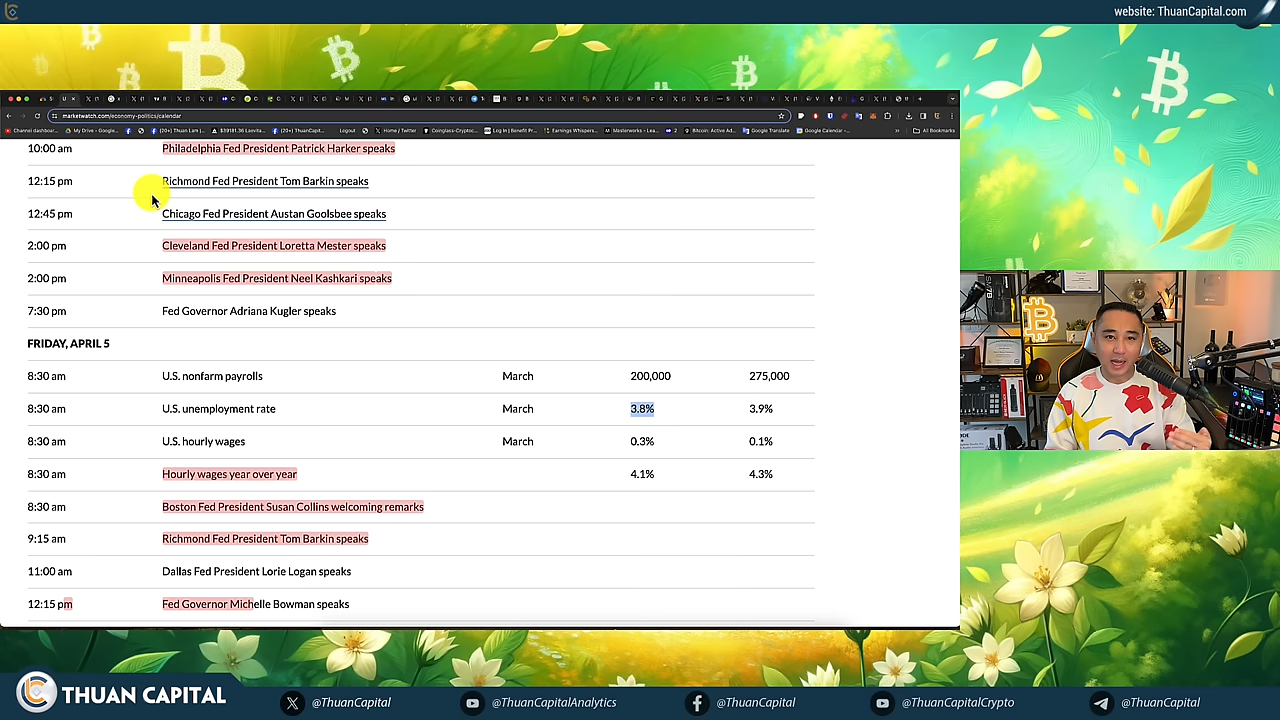 website: ThuanCapital.com
marketwatch.com/economy-politics/calendar
10:00 am Philadelphia Fed President Patrick Harker speaks
12:15 pm Richmond Fed President Tom Barkin speaks
12:45 pm Chicago Fed President Austan Goolsbee speaks
2:00 pm Cleveland Fed President Loretta Mester speaks
2:00 pm Minneapolis Fed President Neel Kashkari speaks
7:30 pm Fed Governor Adriana Kugler speaks
FRIDAY, APRIL 5
8:30 am U.S. nonfarm payrolls March 200,000 275,000
8:30 am U.S. unemployment rate March 3.8% 3.9%
8:30 am U.S. hourly wages March 0.3% 0.1%
8:30 am Hourly wages year over year 4.1% 4.3%
8:30 am Boston Fed President Susan Collins welcoming remarks
9:15 am Richmond Fed President Tom Barkin speaks
11:00 am Dallas Fed President Lorie Logan speaks
12:15 pm Fed Governor Michelle Bowman speaks
THUAN CAPITAL @ThuanCapital @ThuanCapitalAnalytics @ThuanCapital @ThuanCapitalCrypto @ThuanCapital